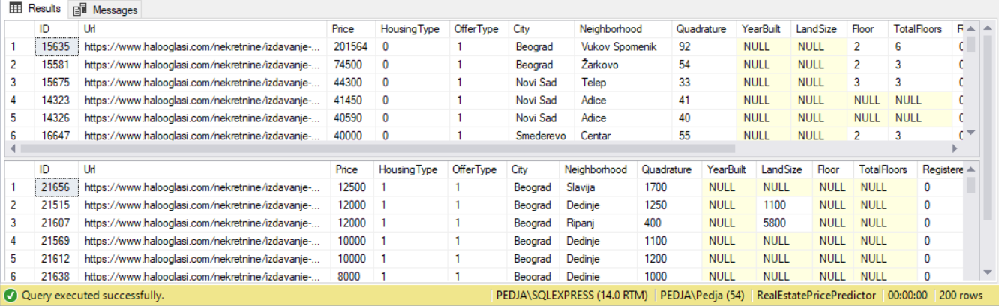 Results Messages
ID Url Price HousingType OfferType City Neighborhood Quadrature YearBuilt LandSize Floor TotalFloors
1 15635 https://www.halooglasi.com/nekretnine/izdavanje-... 201564 0 1 Beograd Vukov Spomenik 92 NULL NULL 2 6
2 15581 https://www.halooglasi.com/nekretnine/izdavanje-... 74500 0 1 Beograd Žarkovo 54 NULL NULL 2 3
3 15675 https://www.halooglasi.com/nekretnine/izdavanje-... 44300 0 1 Novi Sad Telep 33 NULL NULL 3 3
4 14323 https://www.halooglasi.com/nekretnine/izdavanje-... 41450 0 1 Novi Sad Adice 41 NULL NULL NULL NULL
5 14326 https://www.halooglasi.com/nekretnine/izdavanje-... 40590 0 1 Novi Sad Adice 40 NULL NULL NULL NULL
6 16647 https://www.halooglasi.com/nekretnine/izdavanje-... 40000 0 1 Smederevo Centar 55 NULL NULL 2 3
ID Url Price HousingType OfferType City Neighborhood Quadrature YearBuilt LandSize Floor TotalFloors Registere
1 21656 https://www.halooglasi.com/nekretnine/izdavanje-... 12500 1 1 Beograd Slavija 1700 NULL NULL NULL NULL 0
2 21515 https://www.halooglasi.com/nekretnine/izdavanje-... 12000 1 1 Beograd Dedinje 1250 NULL 1100 NULL NULL 0
3 21607 https://www.halooglasi.com/nekretnine/izdavanje-... 12000 1 1 Beograd Ripanj 400 NULL 5800 NULL NULL 0
4 21569 https://www.halooglasi.com/nekretnine/izdavanje-... 10000 1 1 Beograd Dedinje 1100 NULL NULL NULL NULL 0
5 21612 https://www.halooglasi.com/nekretnine/izdavanje-... 10000 1 1 Beograd Dedinje 1200 NULL NULL NULL NULL 0
6 21638 https://www.halooglasi.com/nekretnine/izdavanje-... 8000 1 1 Beograd Dedinje 1000 NULL NULL NULL NULL 0
Query executed successfully. PEDJA\SQLEXPRESS (14.0 RTM) PEDJA\Pedja (54) RealEstatePricePredictor 00:00:00 200 rows